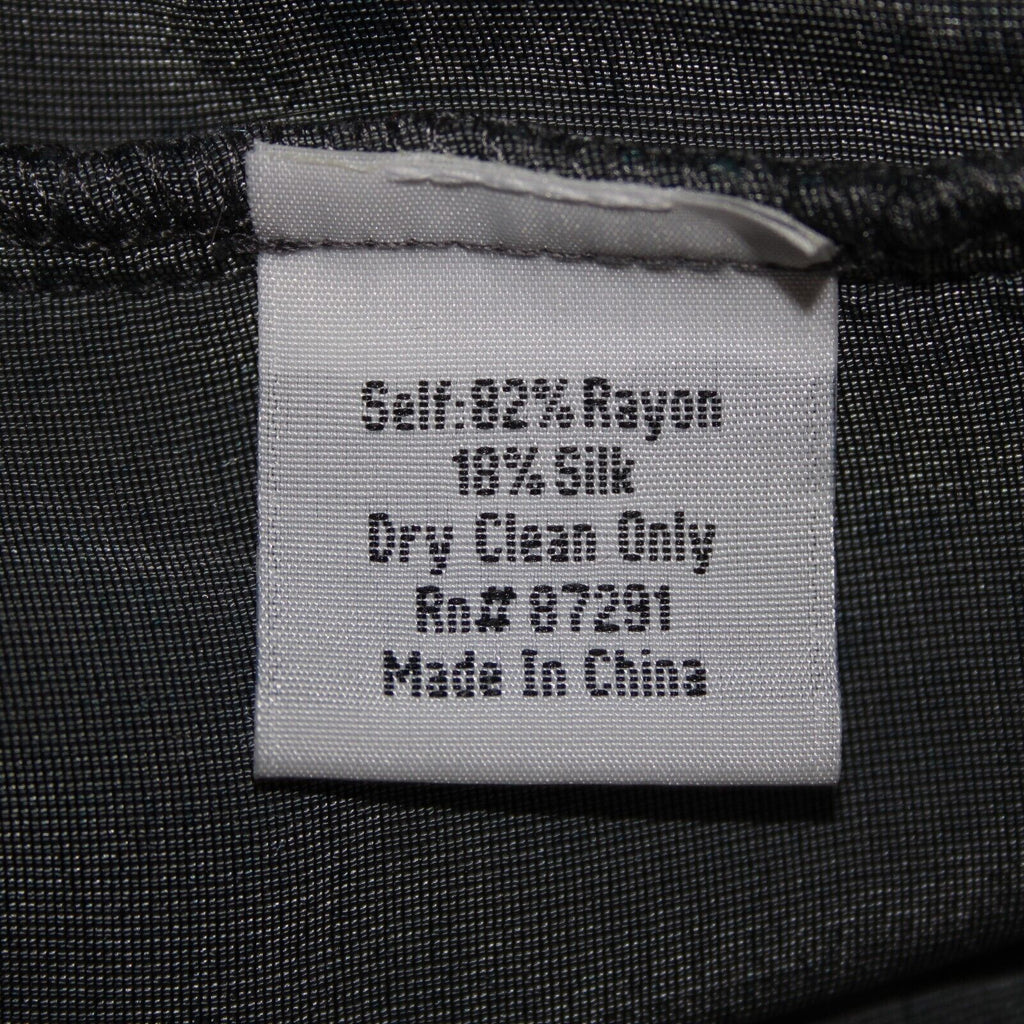 Self:82% Rayon
18% Silk
Dry Clean Only
Rn# 87291
Made In China